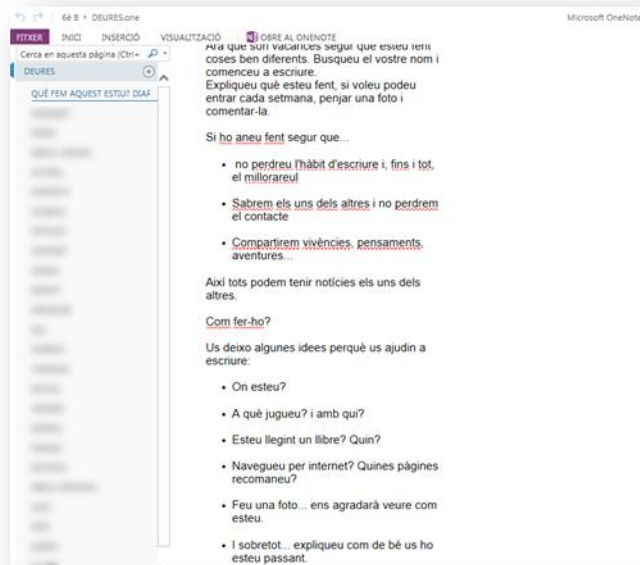 6è B ▸ DEURES.one
Microsoft OneNote
FITXER INICI INSERCIÓ VISUALITZACIÓ OBRE AL ONENOTE
Cerca en aquesta pàgina (Ctrl+
DEURES
QUÈ FEM AQUEST ESTIU? DIAF
Ara que són vacances segur que esteu fent
coses ben diferents. Busqueu el vostre nom i
comenceu a escriure.
Expliqueu què esteu fent, si voleu podeu
entrar cada setmana, penjar una foto i
comentar-la.
Si ho aneu fent segur que...
• no perdreu l'hàbit d'escriure i, fins i tot,
el millorareu!
• Sabrem els uns dels altres i no perdrem
el contacte
• Compartirem vivències, pensaments,
aventures...
Així tots podem tenir notícies els uns dels
altres.
Com fer-ho?
Us deixo algunes idees perquè us ajudin a
escriure:
• On esteu?
• A què jugueu? i amb qui?
• Esteu llegint un llibre? Quin?
• Navegueu per internet? Quines pàgines
recomaneu?
• Feu una foto... ens agradarà veure com
esteu.
• I sobretot... expliqueu com de bé us ho
esteu passant.